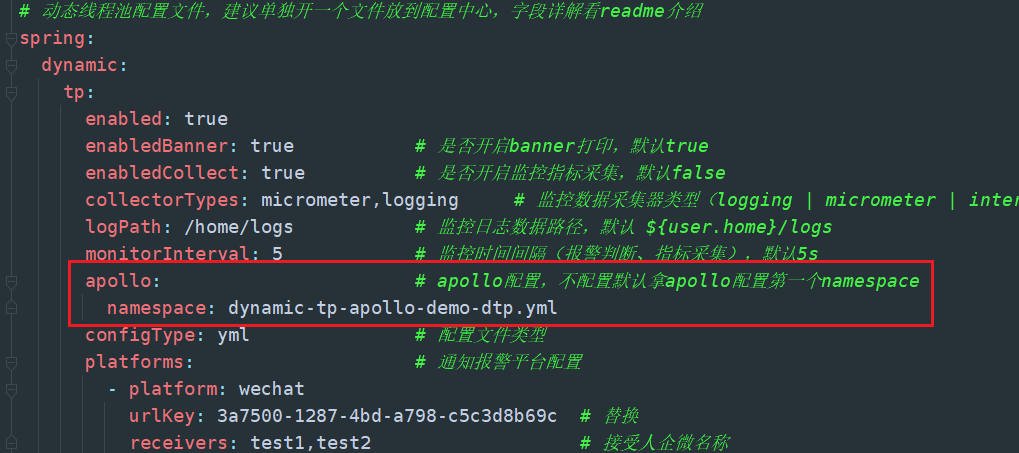 # 动态线程池配置文件，建议单独开一个文件放到配置中心，字段详解看readme介绍
spring:
dynamic:
tp:
enabled: true
enabledBanner: true # 是否开启banner打印，默认true
enabledCollect: true # 是否开启监控指标采集，默认false
collectorTypes: micrometer,logging # 监控数据采集器类型（logging | micrometer | inter
logPath: /home/logs # 监控日志数据路径，默认 ${user.home}/logs
monitorInterval: 5 # 监控时间间隔（报警判断、指标采集），默认5s
apollo: # apollo配置，不配置默认拿apollo配置第一个namespace
namespace: dynamic-tp-apollo-demo-dtp.yml
configType: yml # 配置文件类型
platforms: # 通知报警平台配置
- platform: wechat
urlKey: 3a7500-1287-4bd-a798-c5c3d8b69c # 替换
receivers: test1,test2 # 接受人企微名称